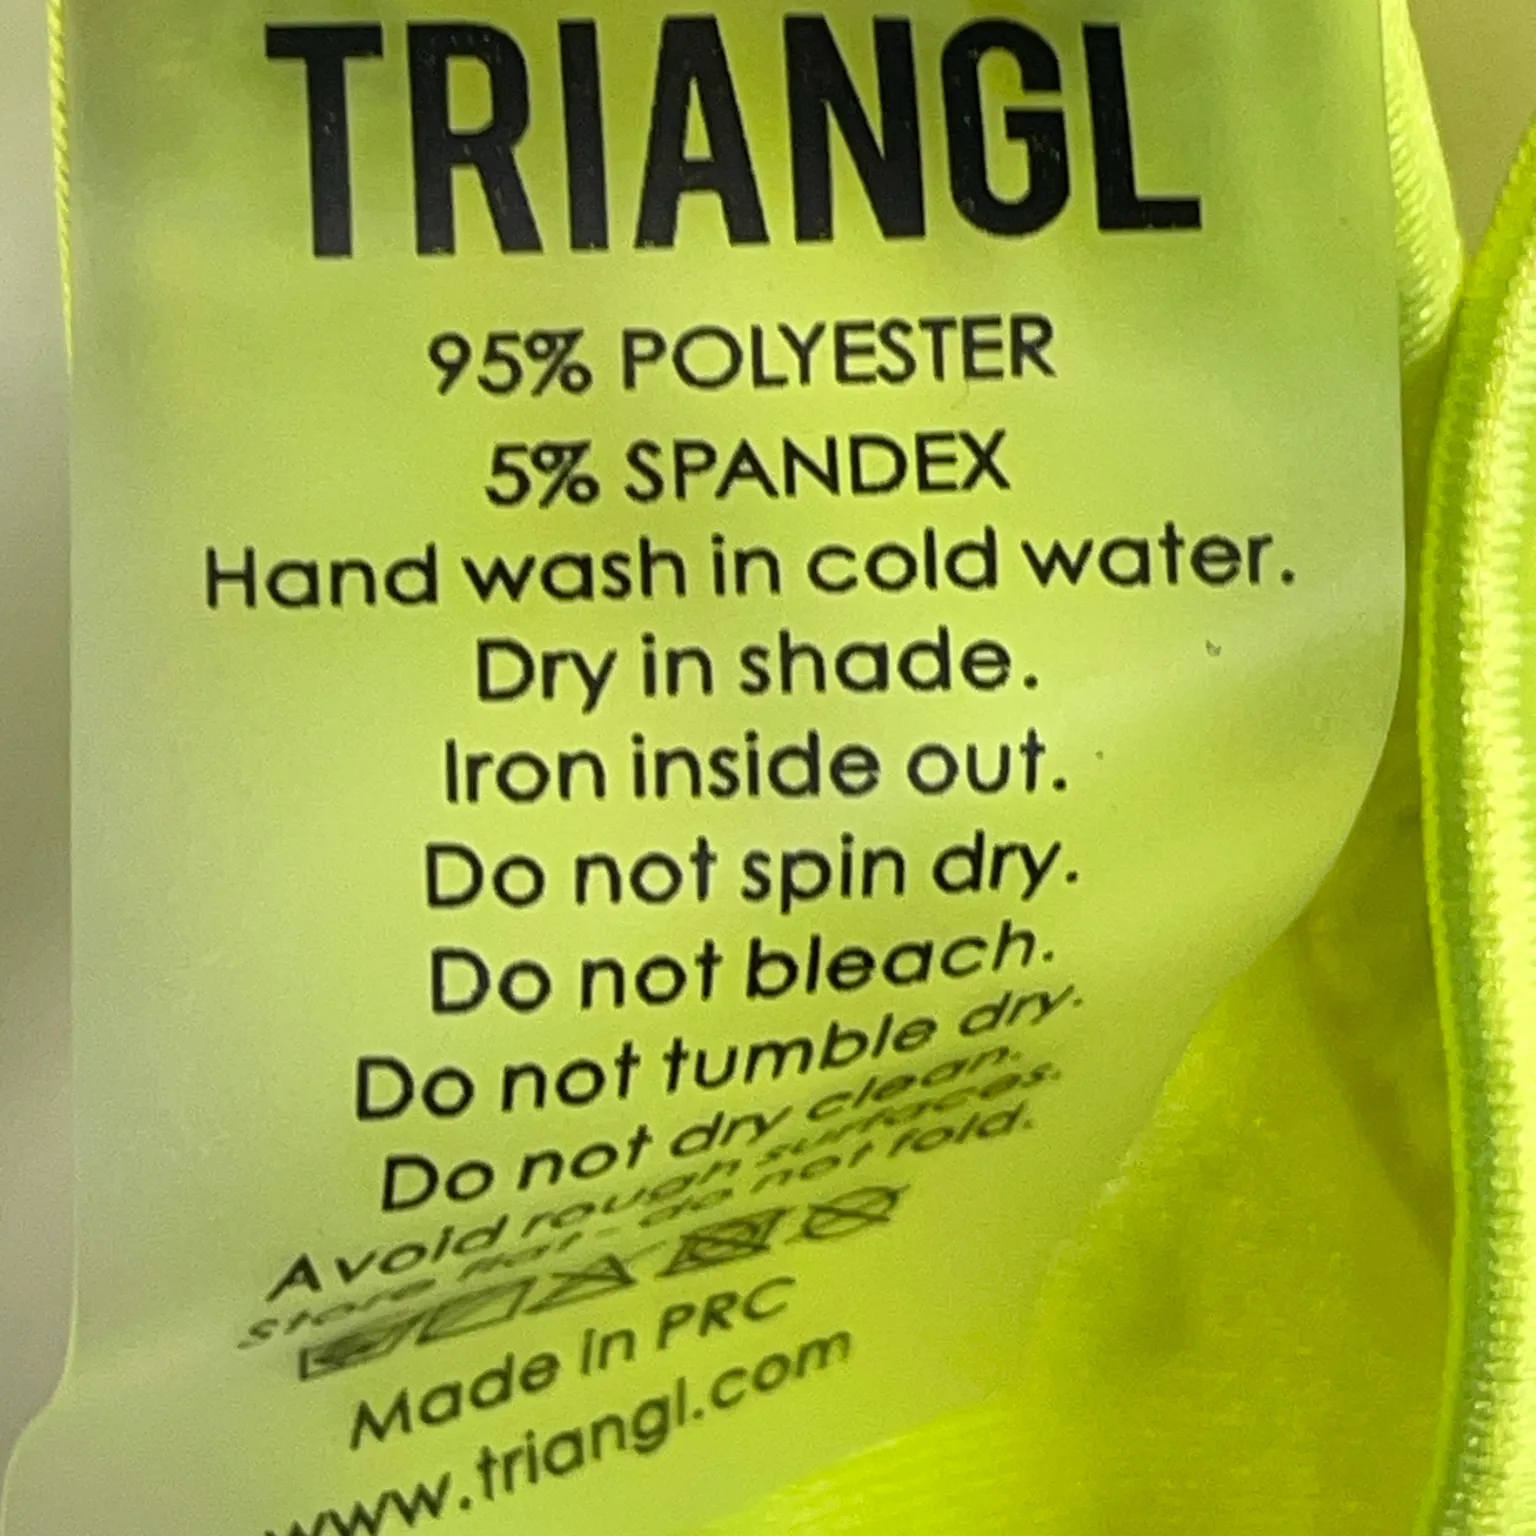 TRIANGL
95% POLYESTER
5% SPANDEX
Hand wash in cold water.
Dry in shade.
Iron inside out.
Do not spin dry.
Do not bleach.
Do not tumble dry.
Do not dry clean.
Avoid rough surfaces.
Store flat - do not fold.
Made in PRC
www.triangl.com